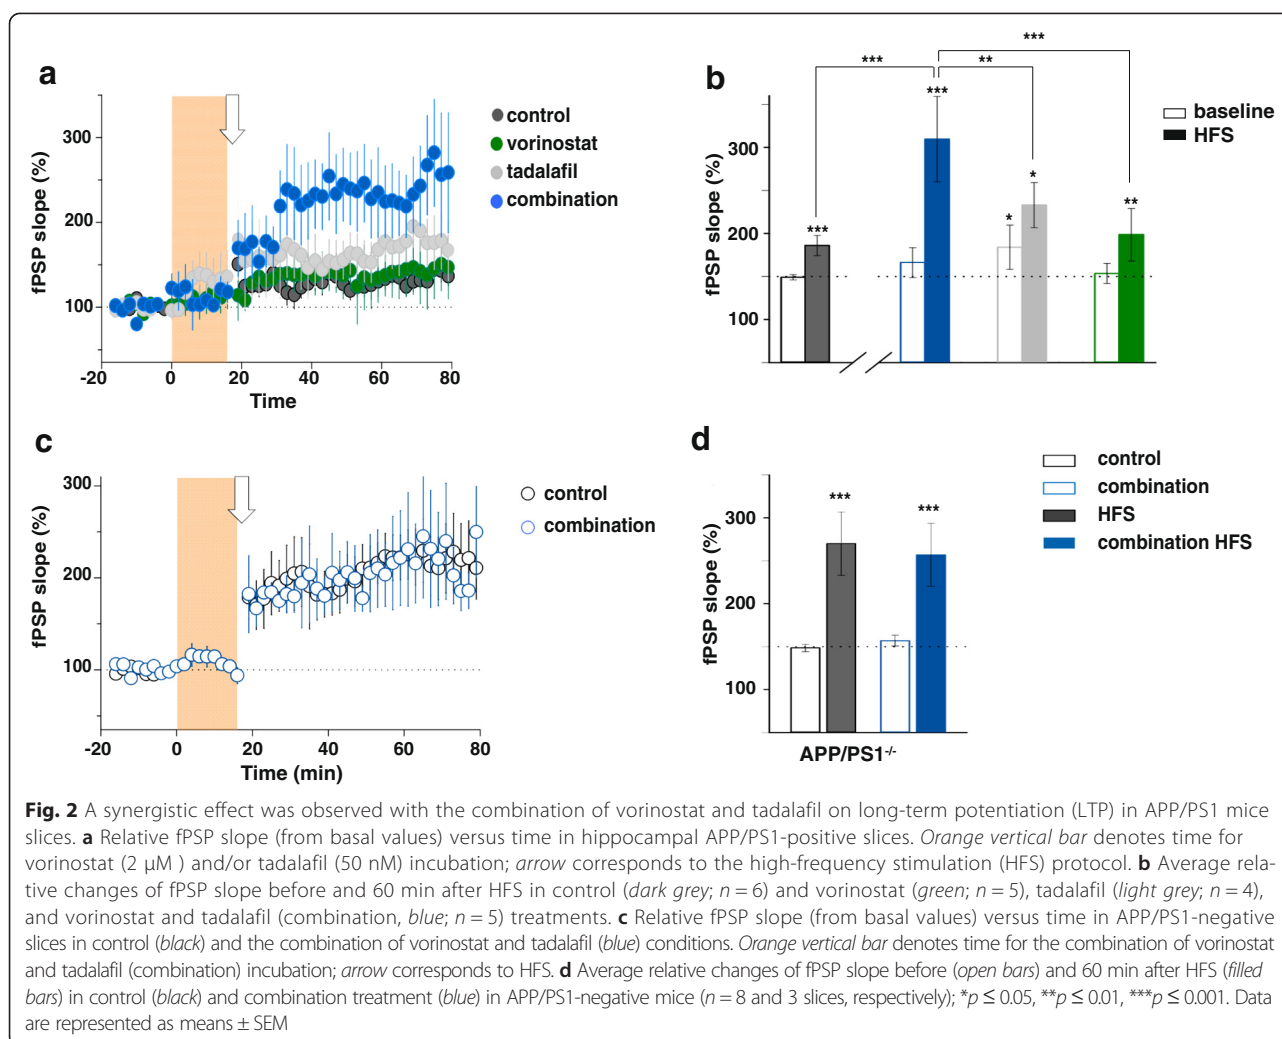 a
fPSP slope (%)
300
200
100
-20
0
20
40
60
80
Time
control
vorinostat
tadalafil
combination
b
fPSP slope (%)
300
200
100
***
***
***
**
***
*
*
**
baseline
HFS
c
fPSP slope (%)
300
200
100
-20
0
20
40
60
80
Time (min)
control
combination
d
fPSP slope (%)
300
200
100
***
***
APP/PS1-/-
control
combination
HFS
combination HFS
Fig. 2 A synergistic effect was observed with the combination of vorinostat and tadalafil on long-term potentiation (LTP) in APP/PS1 mice
slices. a Relative fPSP slope (from basal values) versus time in hippocampal APP/PS1-positive slices. Orange vertical bar denotes time for
vorinostat (2 μM ) and/or tadalafil (50 nM) incubation; arrow corresponds to the high-frequency stimulation (HFS) protocol. b Average rela-
tive changes of fPSP slope before and 60 min after HFS in control (dark grey; n = 6) and vorinostat (green; n = 5), tadalafil (light grey; n = 4),
and vorinostat and tadalafil (combination, blue; n = 5) treatments. c Relative fPSP slope (from basal values) versus time in APP/PS1-negative
slices in control (black) and the combination of vorinostat and tadalafil (blue) conditions. Orange vertical bar denotes time for the combination of vorinostat
and tadalafil (combination) incubation; arrow corresponds to HFS. d Average relative changes of fPSP slope before (open bars) and 60 min after HFS (filled
bars) in control (black) and combination treatment (blue) in APP/PS1-negative mice (n = 8 and 3 slices, respectively); *p ≤ 0.05, **p ≤ 0.01, ***p ≤ 0.001. Data
are represented as means ± SEM